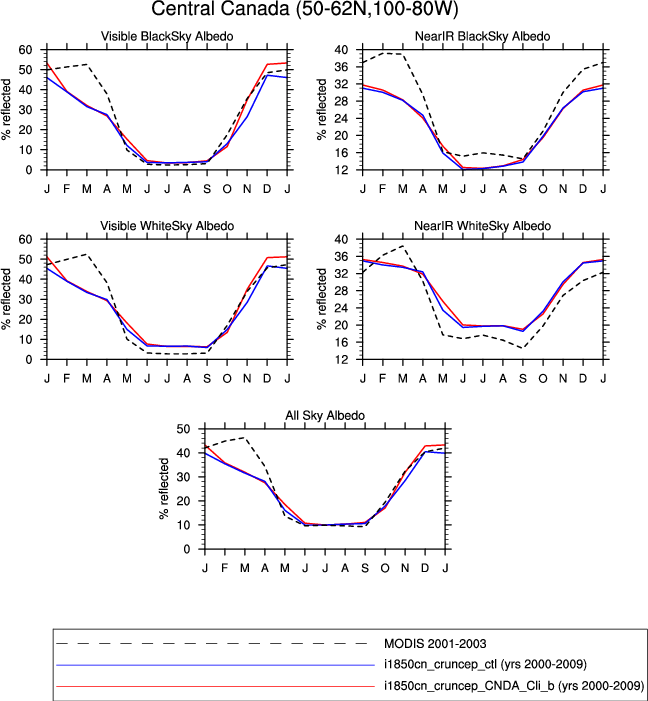 Central Canada (50-62N,100-80W)
Visible BlackSky Albedo
% reflected
60
50
40
30
20
10
0
J F M A M J J A S O N D J
NearIR BlackSky Albedo
% reflected
40
36
32
28
24
20
16
12
J F M A M J J A S O N D J
Visible WhiteSky Albedo
% reflected
60
50
40
30
20
10
0
J F M A M J J A S O N D J
NearIR WhiteSky Albedo
% reflected
40
36
32
28
24
20
16
12
J F M A M J J A S O N D J
All Sky Albedo
% reflected
50
40
30
20
10
0
J F M A M J J A S O N D J
MODIS 2001-2003
i1850cn_cruncep_ctl (yrs 2000-2009)
i1850cn_cruncep_CNDA_Cli_b (yrs 2000-2009)